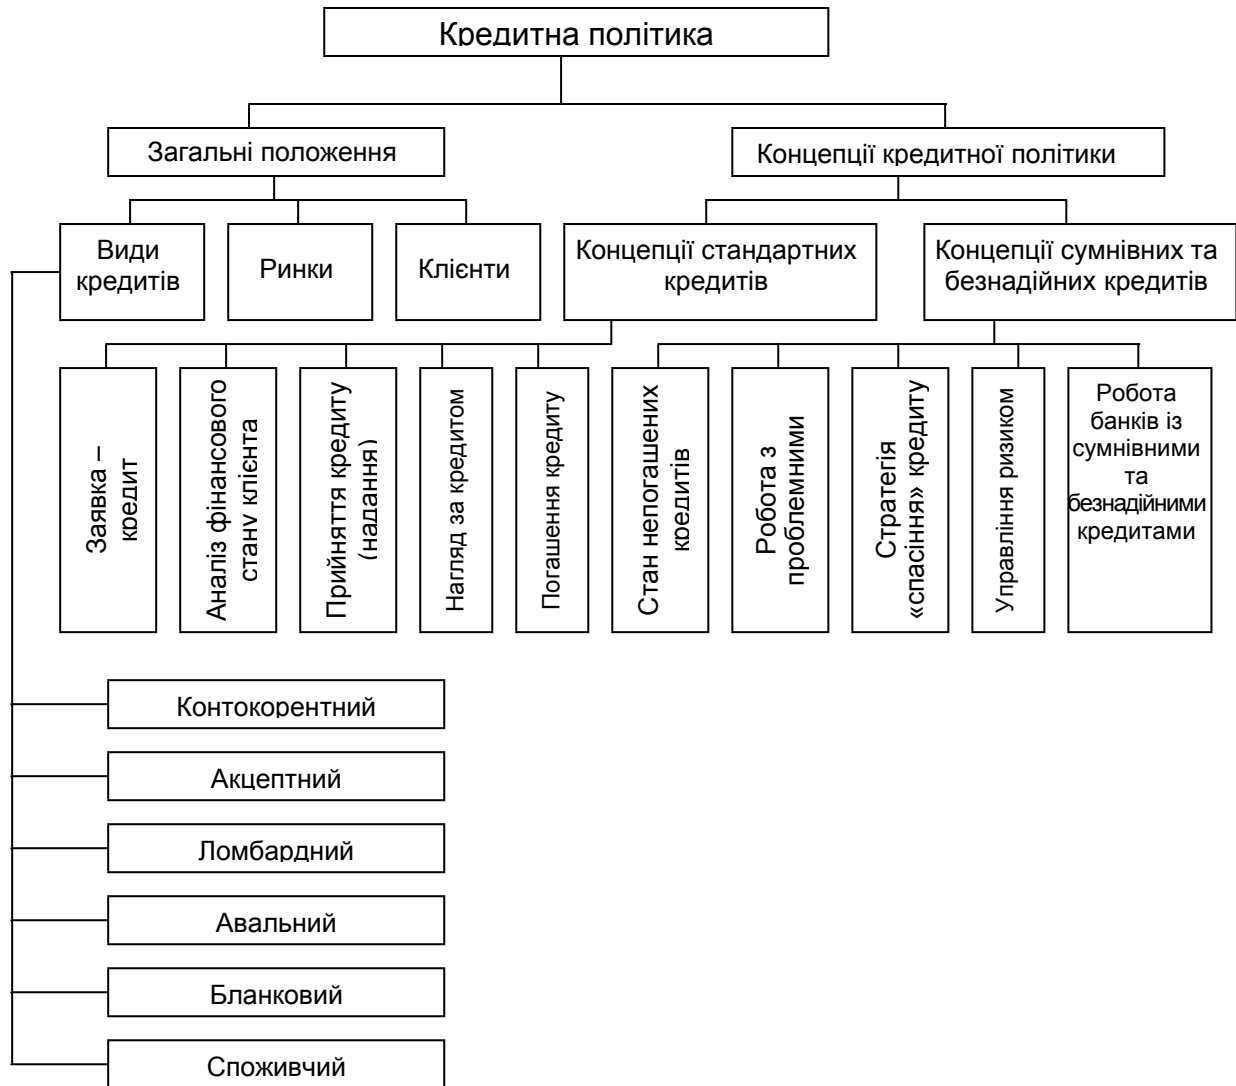 Кредитна політика
Загальні положення
Концепції кредитної політики
Види
кредитів
Ринки
Клієнти
Концепції стандартних
кредитів
Концепції сумнівних та
безнадійних кредитів
Заявка –
кредит
Аналіз фінансового
стану клієнта
Прийняття кредиту
(надання)
Нагляд за кредитом
Погашення кредиту
Стан непогашених
кредитів
Робота з
проблемними
Стратегія
«спасіння» кредиту
Управління ризиком
Робота
банків із
сумнівними
та
безнадійними
кредитами
Контокорентний
Акцептний
Ломбардний
Авальний
Бланковий
Споживчий